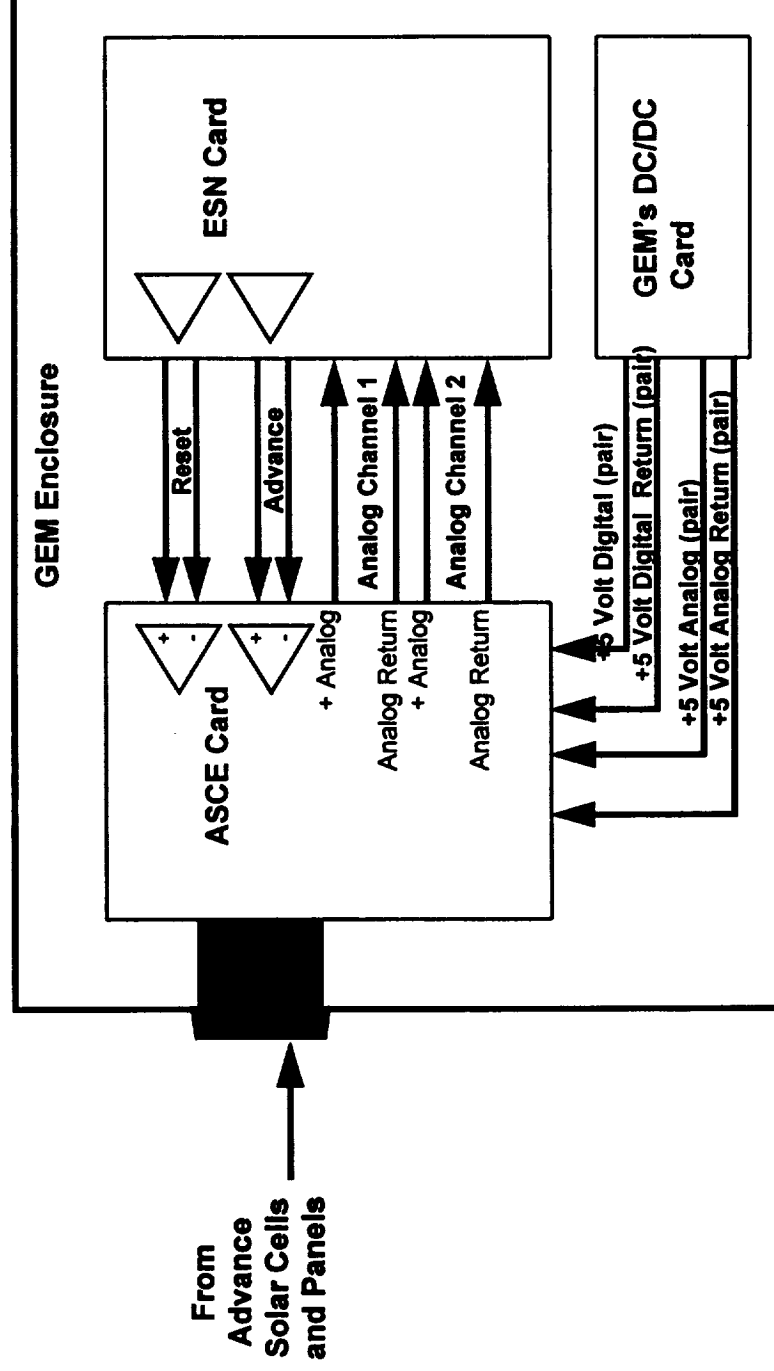 GEM Enclosure
From
Advance
Solar Cells
and Panels
ASCE Card
+
-
+
-
+ Analog
Analog Return
+ Analog
Analog Return
Reset
Advance
Analog Channel 1
Analog Channel 2
ESN Card
+5 Volt Digital (pair)
+5 Volt Digital Return (pair)
+5 Volt Analog (pair)
+5 Volt Analog Return (pair)
GEM's DC/DC
Card